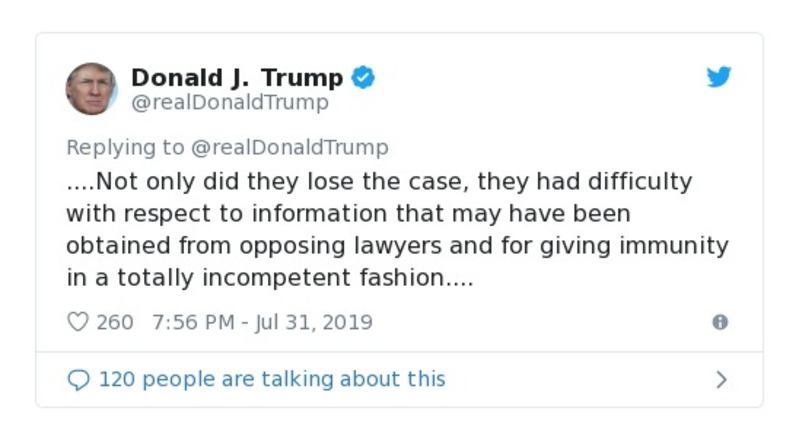 Donald J. Trump
@realDonaldTrump
Replying to @realDonaldTrump
....Not only did they lose the case, they had difficulty
with respect to information that may have been
obtained from opposing lawyers and for giving immunity
in a totally incompetent fashion....
260 7:56 PM - Jul 31, 2019
120 people are talking about this